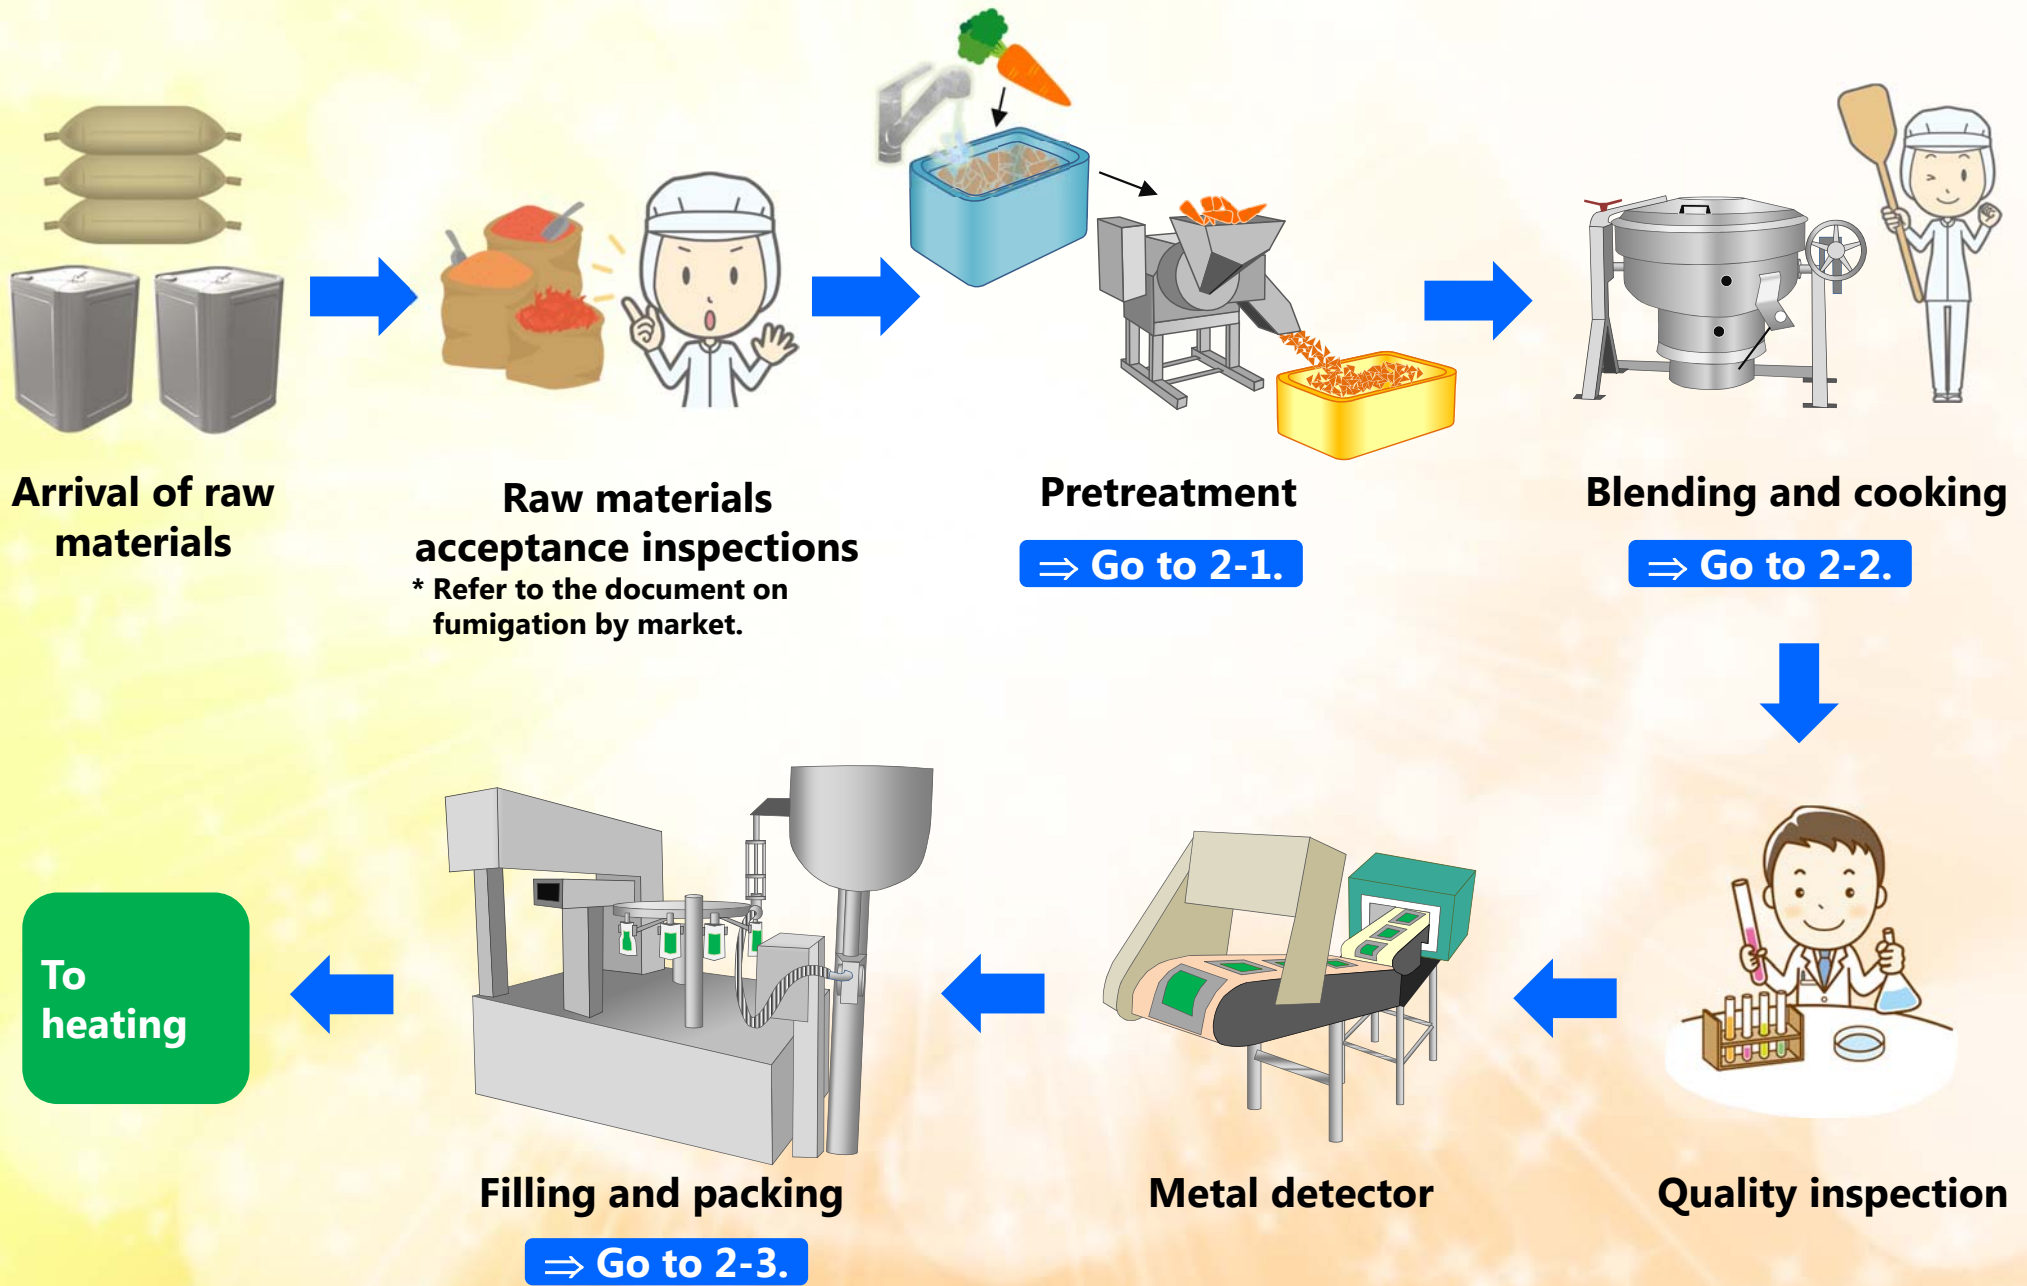 Arrival of raw
materials
Raw materials
acceptance inspections
* Refer to the document on
fumigation by market.
Pretreatment
⇒ Go to 2-1.
Blending and cooking
⇒ Go to 2-2.
Quality inspection
Metal detector
Filling and packing
⇒ Go to 2-3.
To
heating